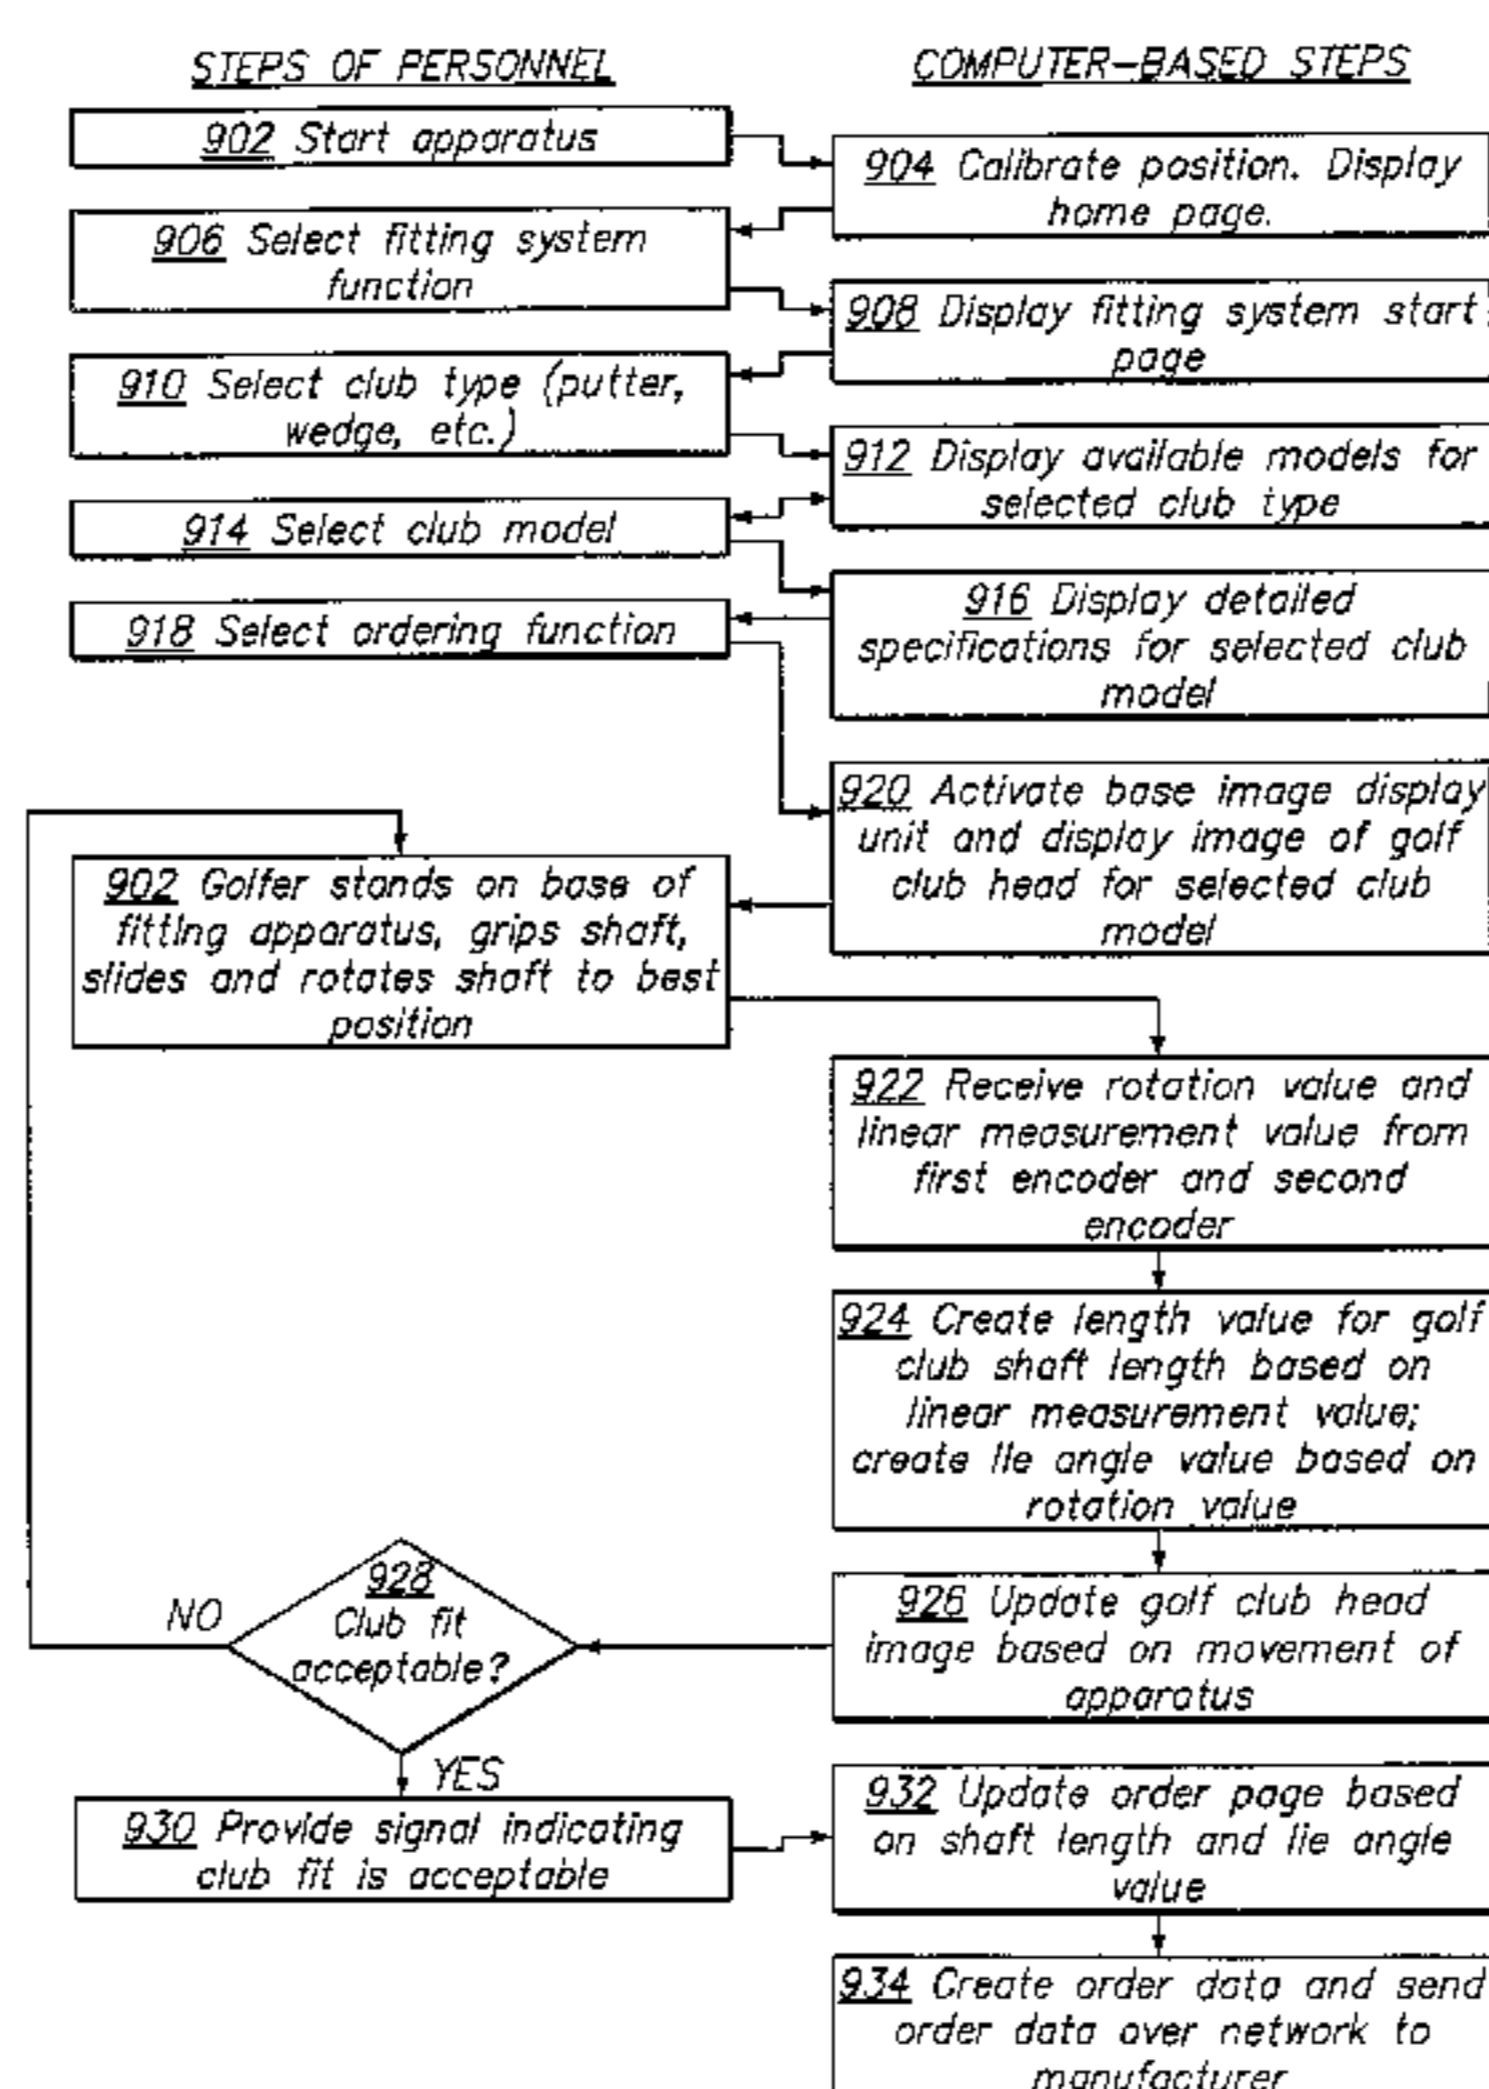 STEPS OF PERSONNEL
COMPUTER-BASED STEPS
902 Start apparatus
904 Calibrate position. Display
home page.
906 Select fitting system
function
908 Display fitting system start
page
910 Select club type (putter,
wedge, etc.)
912 Display available models for
selected club type
914 Select club model
916 Display detailed
specifications for selected club
model
918 Select ordering function
920 Activate base image display
unit and display image of golf
club head for selected club
model
902 Golfer stands on base of
fitting apparatus, grips shaft,
slides and rotates shaft to best
position
922 Receive rotation value and
linear measurement value from
first encoder and second
encoder
924 Create length value for golf
club shaft length based on
linear measurement value;
create lie angle value based on
rotation value
926 Update golf club head
image based on movement of
apparatus
928
Club fit
acceptable?
NO
YES
930 Provide signal indicating
club fit is acceptable
932 Update order page based
on shaft length and lie angle
value
934 Create order data and send
order data over network to
manufacturer